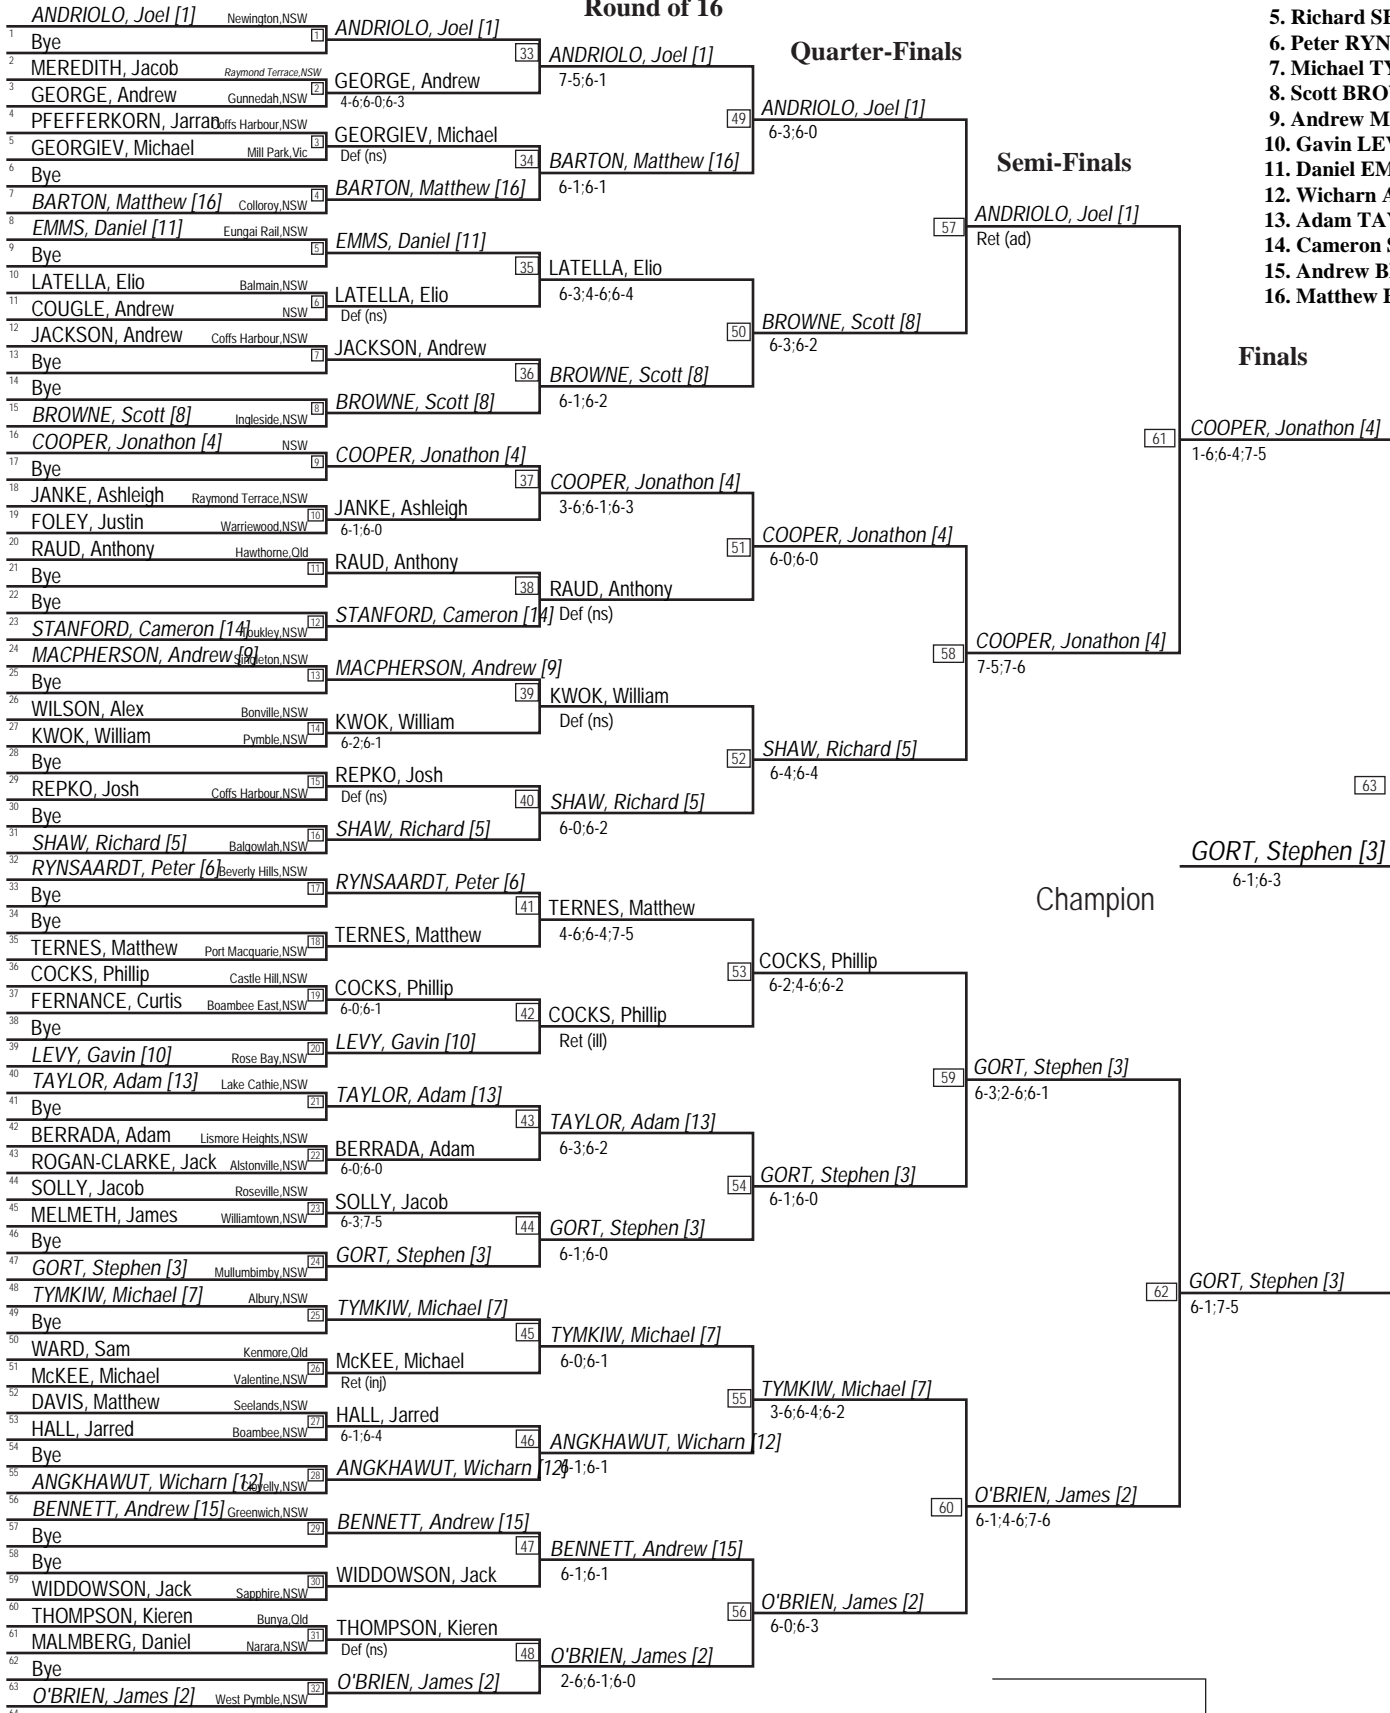 Round of 16
Quarter-Finals
Semi-Finals
Finals
5. Richard
6. Peter
7. Michael
8. Scott
9. Andrew
10. Gavin
11. Daniel
12. Wicharn
13. Adam
14. Cameron
15. Andrew
16. Matthew
ANDRIOLO, Joel [1] Newington,NSW
1 Bye
2 MEREDITH, Jacob Raymond Terrace,NSW
3 GEORGE, Andrew Gunnedah,NSW
4 PFEFFERKORN, Jarran Coffs Harbour,NSW
5 GEORGIEV, Michael Mill Park,Vic
6 Bye
7 BARTON, Matthew [16] Colloroy,NSW
8 EMMS, Daniel [11] Eungai Rail,NSW
9 Bye
10 LATELLA, Elio Balmain,NSW
11 COUGLE, Andrew NSW
12 JACKSON, Andrew Coffs Harbour,NSW
13 Bye
14 Bye
15 BROWNE, Scott [8] Ingleside,NSW
16 COOPER, Jonathon [4] NSW
17 Bye
18 JANKE, Ashleigh Raymond Terrace,NSW
19 FOLEY, Justin Warriewood,NSW
20 RAUD, Anthony Hawthorne,Qld
21 Bye
22 Bye
23 STANFORD, Cameron [14] Toukley,NSW
24 MACPHERSON, Andrew [9] Singleton,NSW
25 Bye
26 WILSON, Alex Bonville,NSW
27 KWOK, William Pymble,NSW
28 Bye
29 REPKO, Josh Coffs Harbour,NSW
30 Bye
31 SHAW, Richard [5] Balgowlah,NSW
32 RYNSAARDT, Peter [6] Beverly Hills,NSW
33 Bye
34 Bye
35 TERNES, Matthew Port Macquarie,NSW
36 COCKS, Phillip Castle Hill,NSW
37 FERNANCE, Curtis Boambee East,NSW
38 Bye
39 LEVY, Gavin [10] Rose Bay,NSW
40 TAYLOR, Adam [13] Lake Cathie,NSW
41 Bye
42 BERRADA, Adam Lismore Heights,NSW
43 ROGAN-CLARKE, Jack Alstonville,NSW
44 SOLLY, Jacob Roseville,NSW
45 MELMETH, James Williamtown,NSW
46 Bye
47 GORT, Stephen [3] Mullumbimby,NSW
48 TYMKIW, Michael [7] Albury,NSW
49 Bye
50 WARD, Sam Kenmore,Qld
51 McKEE, Michael Valentine,NSW
52 DAVIS, Matthew Seelands,NSW
53 HALL, Jarred Boambee,NSW
54 Bye
55 ANGKHAWUT, Wicharn [12] Clovelly,NSW
56 BENNETT, Andrew [15] Greenwich,NSW
57 Bye
58 Bye
59 WIDDOWSON, Jack Sapphire,NSW
60 THOMPSON, Kieren Bunya,Qld
61 MALMBERG, Daniel Narara,NSW
62 Bye
63 O'BRIEN, James [2] West Pymble,NSW
64
1 ANDRIOLO, Joel [1]
2 GEORGE, Andrew
4-6;6-0;6-3
3 GEORGIEV, Michael
Def (ns)
4 BARTON, Matthew [16]
5 EMMS, Daniel [11]
6 LATELLA, Elio
Def (ns)
7 JACKSON, Andrew
8 BROWNE, Scott [8]
9 COOPER, Jonathon [4]
10 JANKE, Ashleigh
6-1;6-0
11 RAUD, Anthony
12 STANFORD, Cameron [14]
13 MACPHERSON, Andrew [9]
14 KWOK, William
6-2;6-1
15 REPKO, Josh
Def (ns)
16 SHAW, Richard [5]
17 RYNSAARDT, Peter [6]
18 TERNES, Matthew
19 COCKS, Phillip
6-0;6-1
20 LEVY, Gavin [10]
21 TAYLOR, Adam [13]
22 BERRADA, Adam
6-0;6-0
23 SOLLY, Jacob
6-3;7-5
24 GORT, Stephen [3]
25 TYMKIW, Michael [7]
26 McKEE, Michael
Ret (inj)
27 HALL, Jarred
6-1;6-4
28 ANGKHAWUT, Wicharn [12]
29 BENNETT, Andrew [15]
30 WIDDOWSON, Jack
31 THOMPSON, Kieren
Def (ns)
32 O'BRIEN, James [2]
33 ANDRIOLO, Joel [1]
7-5;6-1
34 BARTON, Matthew [16]
6-1;6-1
35 LATELLA, Elio
6-3;4-6;6-4
36 BROWNE, Scott [8]
6-1;6-2
37 COOPER, Jonathon [4]
3-6;6-1;6-3
38 RAUD, Anthony
Def (ns)
39 KWOK, William
Def (ns)
40 SHAW, Richard [5]
6-0;6-2
41 TERNES, Matthew
4-6;6-4;7-5
42 COCKS, Phillip
Ret (ill)
43 TAYLOR, Adam [13]
6-3;6-2
44 GORT, Stephen [3]
6-1;6-0
45 TYMKIW, Michael [7]
6-0;6-1
46 ANGKHAWUT, Wicharn [12]
6-1;6-1
47 BENNETT, Andrew [15]
6-1;6-1
48 O'BRIEN, James [2]
2-6;6-1;6-0
49 ANDRIOLO, Joel [1]
6-3;6-0
50 BROWNE, Scott [8]
6-3;6-2
51 COOPER, Jonathon [4]
6-0;6-0
52 SHAW, Richard [5]
6-4;6-4
53 COCKS, Phillip
6-2;4-6;6-2
54 GORT, Stephen [3]
6-1;6-0
55 TYMKIW, Michael [7]
3-6;6-4;6-2
56 O'BRIEN, James [2]
6-0;6-3
57 ANDRIOLO, Joel [1]
Ret (ad)
58 COOPER, Jonathon [4]
7-5;7-6
59 GORT, Stephen [3]
6-3;2-6;6-1
60 O'BRIEN, James [2]
6-1;4-6;7-6
61 COOPER, Jonathon [4]
1-6;6-4;7-5
62 GORT, Stephen [3]
6-1;7-5
63
GORT, Stephen [3]
6-1;6-3
Champion